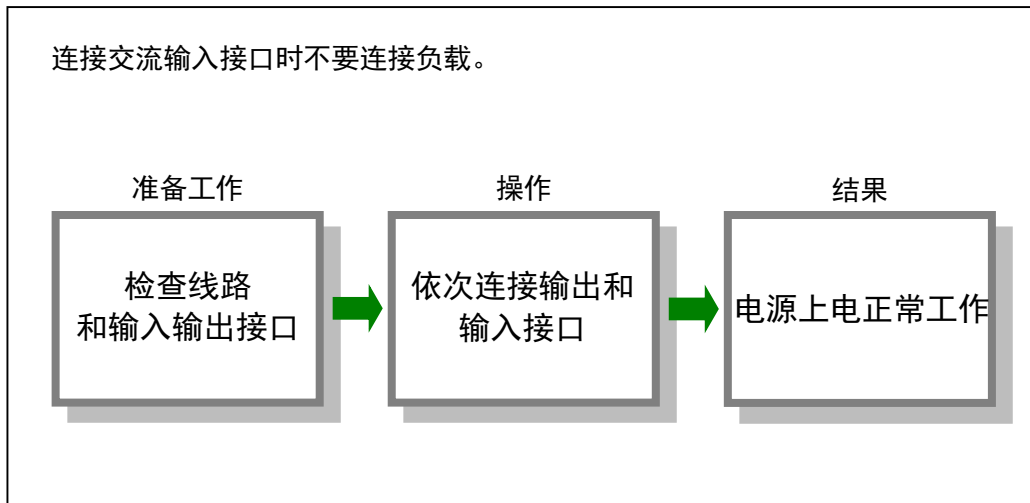 连接交流输入接口时不要连接负载。
准备工作
操作
结果
检查线路
和输入输出接口
依次连接输出和
输入接口
电源上电正常工作